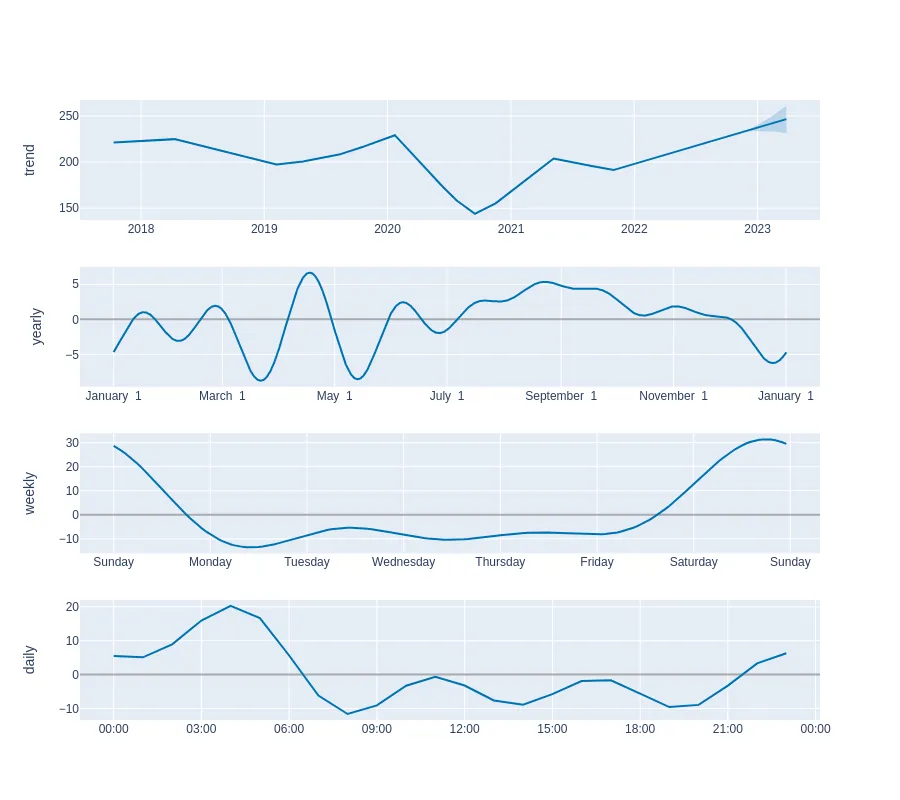 trend
250
200
150
2018 2019 2020 2021 2022 2023
yearly
5
0
−5
January 1 March 1 May 1 July 1 September 1 November 1 January 1
weekly
30
20
10
0
−10
Sunday Monday Tuesday Wednesday Thursday Friday Saturday Sunday
daily
20
10
0
−10
00:00 03:00 06:00 09:00 12:00 15:00 18:00 21:00 00:00